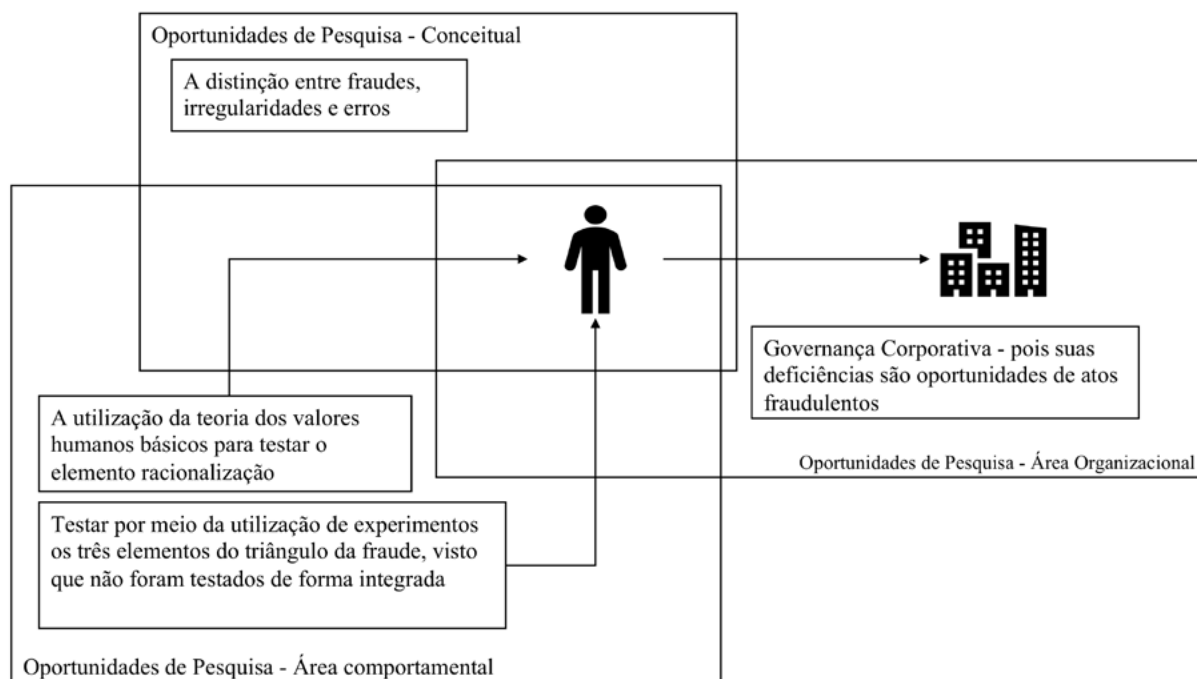 Oportunidades de Pesquisa - Conceitual
A distinção entre fraudes,
irregularidades e erros
Governança Corporativa - pois suas
deficiências são oportunidades de atos
fraudulentos
A utilização da teoria dos valores
humanos básicos para testar o
elemento racionalização
Oportunidades de Pesquisa - Área Organizacional
Testar por meio da utilização de experimentos
os três elementos do triângulo da fraude, visto
que não foram testados de forma integrada
Oportunidades de Pesquisa - Área comportamental